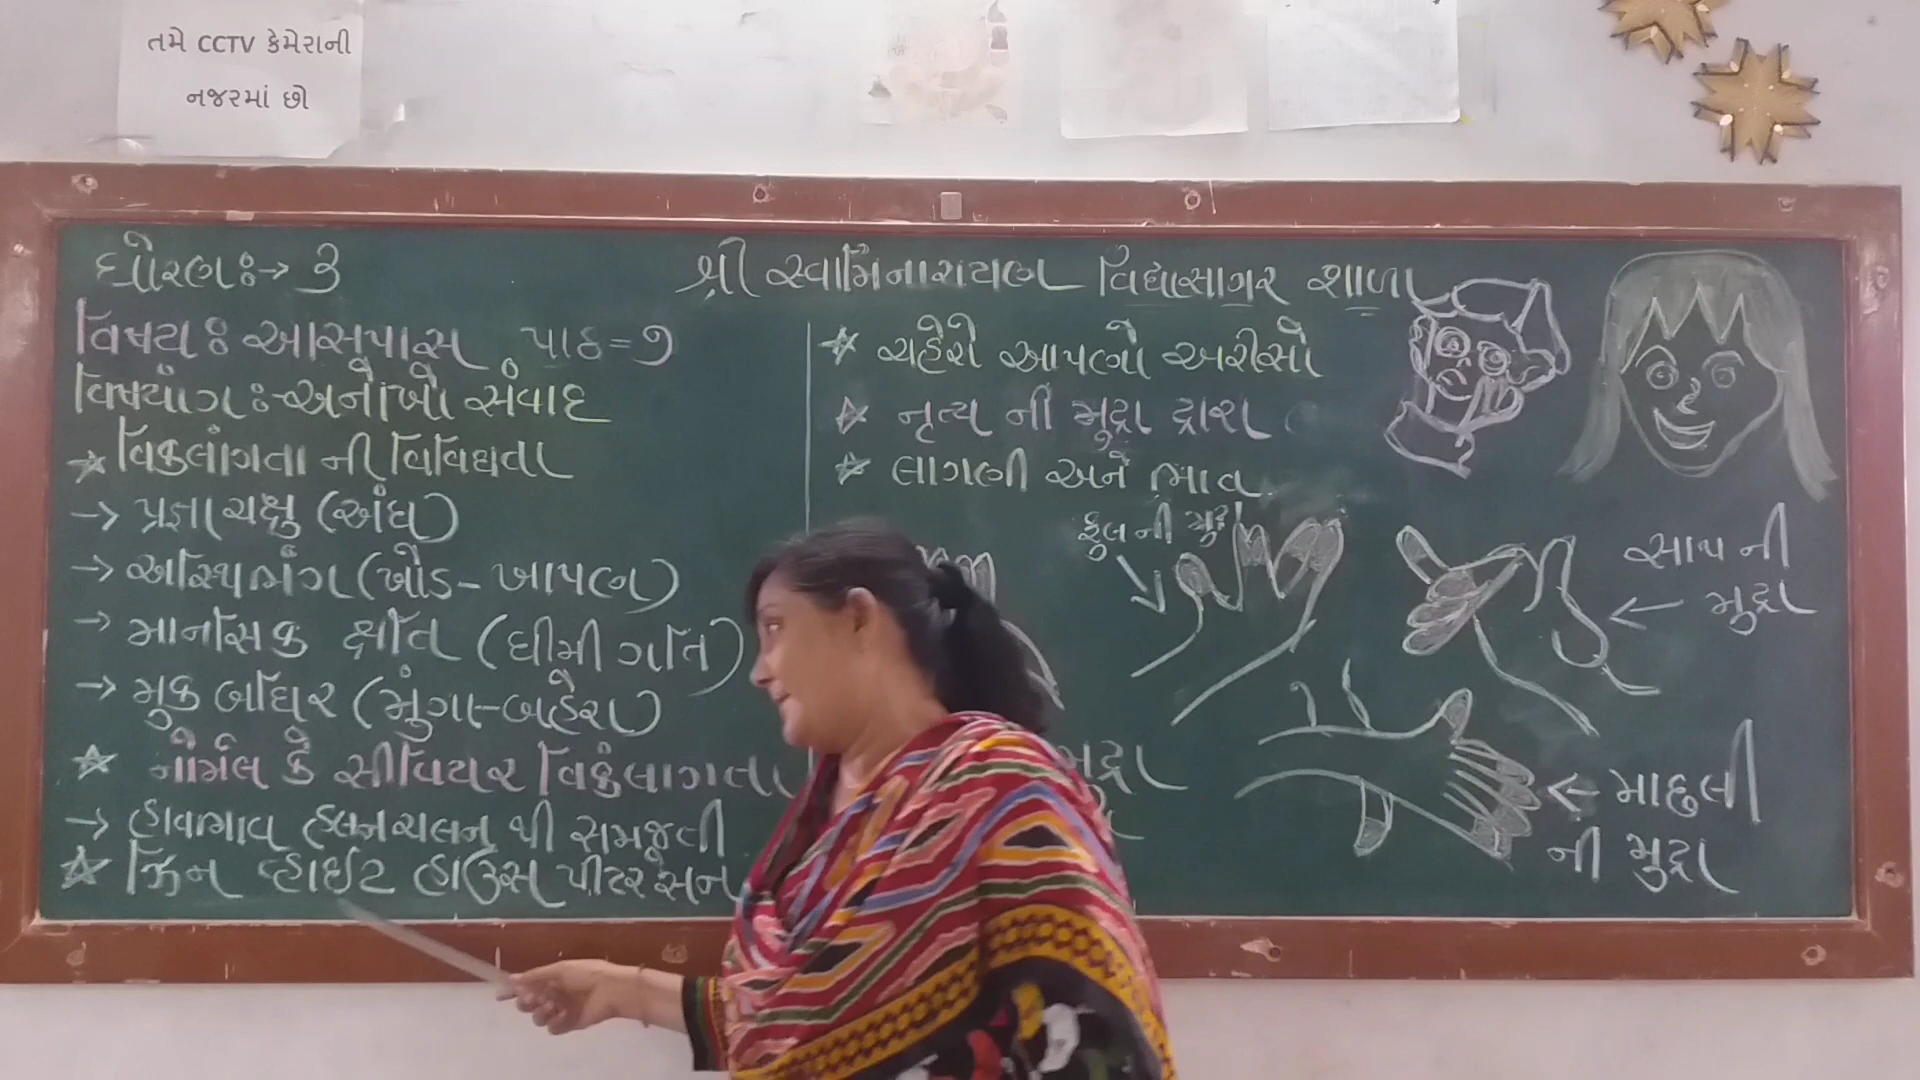 તમે CCTV કેમેરાની
નજરમાં છો
ધોરણઃ→ 3
શ્રી સ્વામિનારાયણ વિદ્યાસાગર શાળા
વિષયઃ આસપાસ પાઠ = ૭
વિષયાંગઃ-અનોખો સંવાદ
☆ વિકલાંગતા ની વિવિધતા
→ પ્રજ્ઞાચક્ષુ (અંધ)
→ અસ્થિભંગ (ખોડ-ખાપણ)
→ માનસિક ક્ષતિ (ધીમી ગતિ)
→ મુક બધિર (મુંગા-બહેરા)
☆ નોર્મલ કે સીવિયર વિકલાગતા
→ હાવભાવ હલનચલન થી સમજૂતી
☆ ઝિન વ્હાઈટ હાઉસ પીટરસન
☆ ચહેરો આપણો અરીસો
☆ નૃત્ય ની મુદ્રા દ્રારા
☆ લાગણી અને ભાવ
ફુલ ની મુદ્રા
સાપ ની
← મુદ્રા
મુદ્રા
← માછલી
ની મુદ્રા